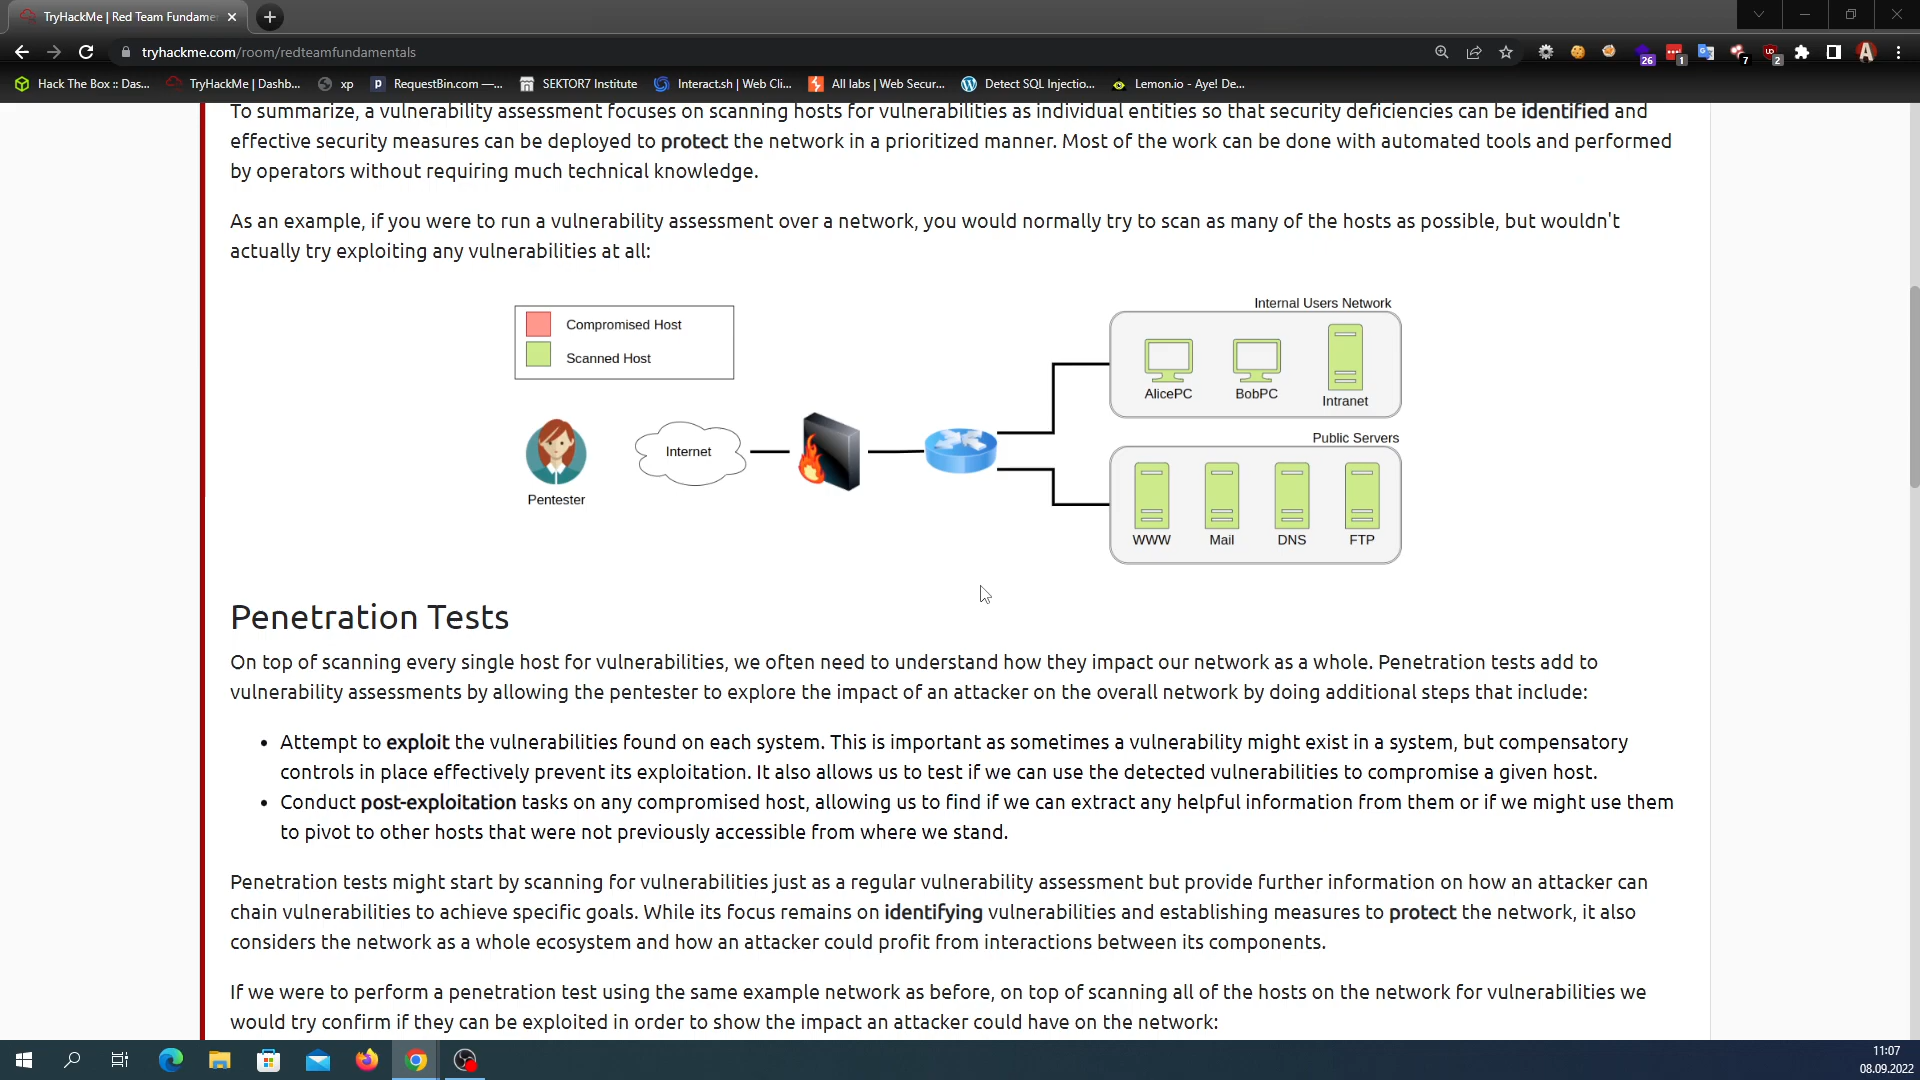 TryHackMe | Red Team Fundame
tryhackme.com/room/redteamfundamentals
26
1
7
2
Hack The Box :: Das...
TryHackMe | Dashb...
xp
RequestBin.com —...
SEKTOR7 Institute
Interact.sh | Web Cli...
All labs | Web Secur...
Detect SQL Injectio...
Lemon.io - Aye! De...
To summarize, a vulnerability assessment focuses on scanning hosts for vulnerabilities as individual entities so that security deficiencies can be identified and
effective security measures can be deployed to protect the network in a prioritized manner. Most of the work can be done with automated tools and performed
by operators without requiring much technical knowledge.
As an example, if you were to run a vulnerability assessment over a network, you would normally try to scan as many of the hosts as possible, but wouldn't
actually try exploiting any vulnerabilities at all:
Compromised Host
Scanned Host
Pentester
Internet
Internal Users Network
AlicePC
BobPC
Intranet
Public Servers
WWW
Mail
DNS
FTP
Penetration Tests
On top of scanning every single host for vulnerabilities, we often need to understand how they impact our network as a whole. Penetration tests add to
vulnerability assessments by allowing the pentester to explore the impact of an attacker on the overall network by doing additional steps that include:
• Attempt to exploit the vulnerabilities found on each system. This is important as sometimes a vulnerability might exist in a system, but compensatory
controls in place effectively prevent its exploitation. It also allows us to test if we can use the detected vulnerabilities to compromise a given host.
• Conduct post-exploitation tasks on any compromised host, allowing us to find if we can extract any helpful information from them or if we might use them
to pivot to other hosts that were not previously accessible from where we stand.
Penetration tests might start by scanning for vulnerabilities just as a regular vulnerability assessment but provide further information on how an attacker can
chain vulnerabilities to achieve specific goals. While its focus remains on identifying vulnerabilities and establishing measures to protect the network, it also
considers the network as a whole ecosystem and how an attacker could profit from interactions between its components.
If we were to perform a penetration test using the same example network as before, on top of scanning all of the hosts on the network for vulnerabilities we
would try confirm if they can be exploited in order to show the impact an attacker could have on the network:
11:07
08.09.2022